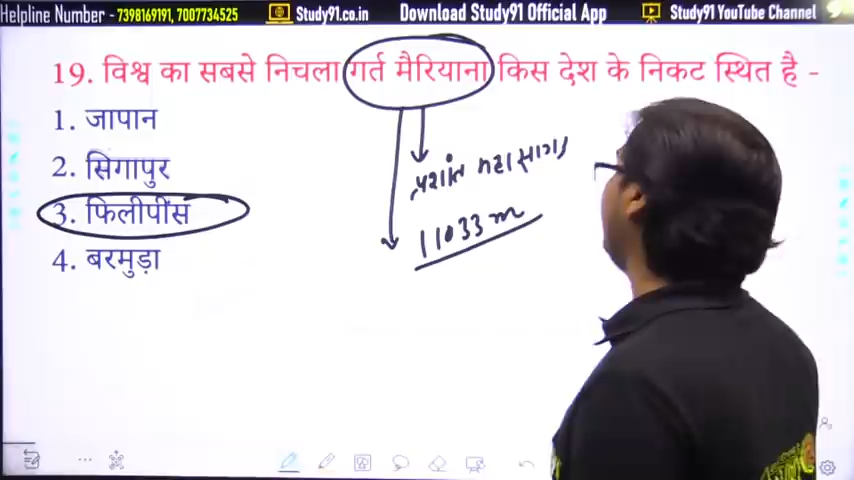 Helpline Number - 7398169191, 7007734525 Study91.co.in Download Study91 Official App Study91 YouTube Channel
19. विश्व का सबसे निचला गर्त मैरियाना किस देश के निकट स्थित है -
1. जापान
2. सिगापुर
3. फिलीपींस
4. बरमुड़ा
प्रशांत महासागर
11033 m